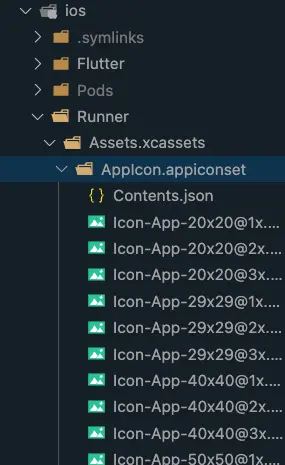 ios
.symlinks
Flutter
Pods
Runner
Assets.xcassets
AppIcon.appiconset
{} Contents.json
Icon-App-20x20@1x....
Icon-App-20x20@2x....
Icon-App-20x20@3x....
Icon-App-29x29@1x....
Icon-App-29x29@2x....
Icon-App-29x29@3x....
Icon-App-40x40@1x....
Icon-App-40x40@2x....
Icon-App-40x40@3x....
Icon-App-50x50@1x....